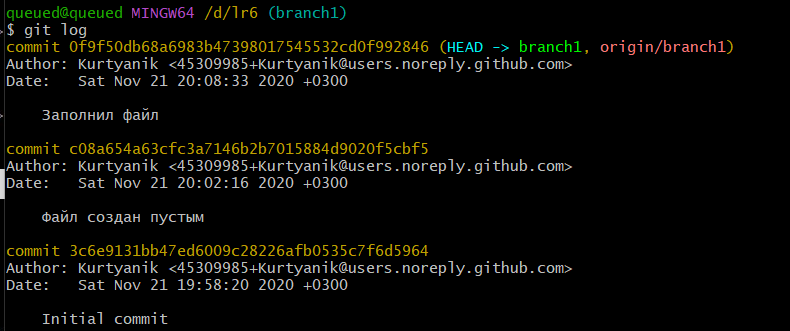 queued@queued MINGW64 /d/lr6 (branch1)
$ git log
commit 0f9f50db68a6983b47398017545532cd0f992846 (HEAD -> branch1, origin/branch1)
Author: Kurtyanik <45309985+Kurtyanik@users.noreply.github.com>
Date:   Sat Nov 21 20:08:33 2020 +0300
Заполнил файл
commit c08a654a63cfc3a7146b2b7015884d9020f5cbf5
Author: Kurtyanik <45309985+Kurtyanik@users.noreply.github.com>
Date:   Sat Nov 21 20:02:16 2020 +0300
Файл создан пустым
commit 3c6e9131bb47ed6009c28226afb0535c7f6d5964
Author: Kurtyanik <45309985+Kurtyanik@users.noreply.github.com>
Date:   Sat Nov 21 19:58:20 2020 +0300
Initial commit